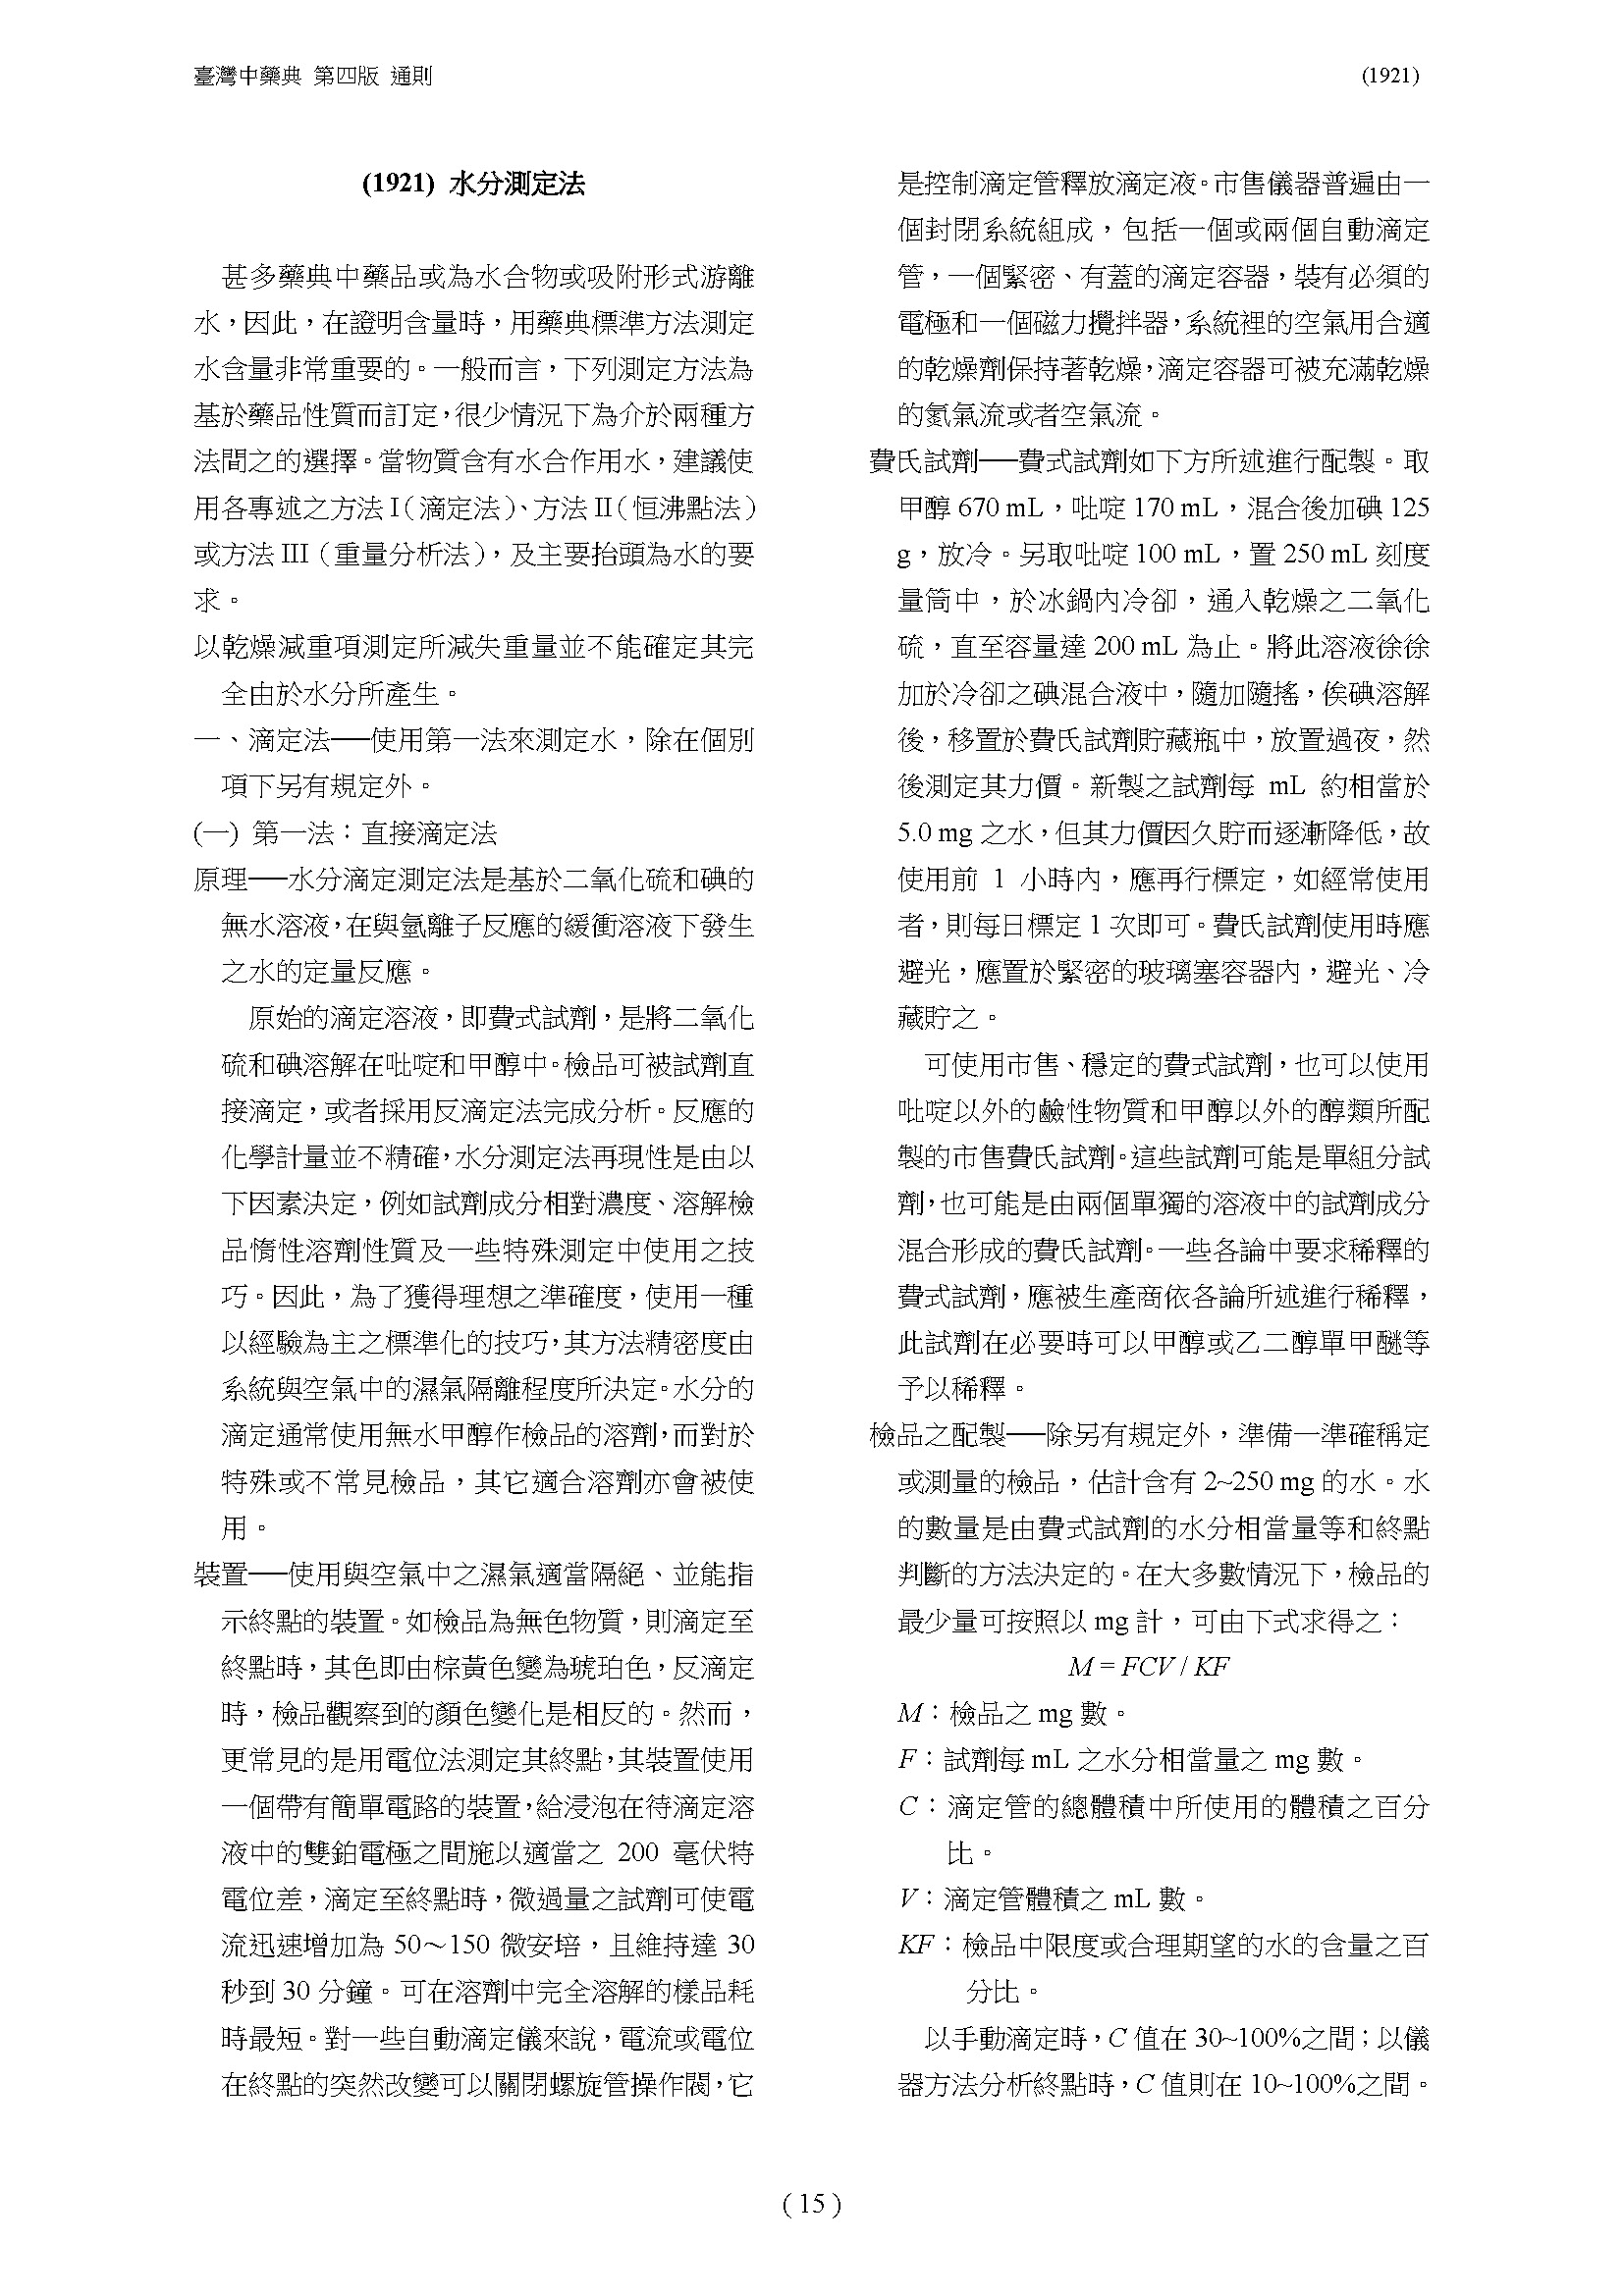 臺灣中藥典 第四版 通則
(1921)
(1921) 水分測定法
甚多藥典中藥品或為水合物或吸附形式游離
水，因此，在證明含量時，用藥典標準方法測定
水含量非常重要的。一般而言，下列測定方法為
基於藥品性質而訂定，很少情況下為介於兩種方
法間之的選擇。當物質含有水合作用水，建議使
用各專述之方法 I（滴定法）、方法 II（恒沸點法）
或方法 III（重量分析法），及主要抬頭為水的要
求。
以乾燥減重項測定所減失重量並不能確定其完
全由於水分所產生。
一、滴定法──使用第一法來測定水，除在個別
項下另有規定外。
(一) 第一法：直接滴定法
原理──水分滴定測定法是基於二氧化硫和碘的
無水溶液，在與氫離子反應的緩衝溶液下發生
之水的定量反應。
原始的滴定溶液，即費式試劑，是將二氧化
硫和碘溶解在吡啶和甲醇中。檢品可被試劑直
接滴定，或者採用反滴定法完成分析。反應的
化學計量並不精確，水分測定法再現性是由以
下因素決定，例如試劑成分相對濃度、溶解檢
品惰性溶劑性質及一些特殊測定中使用之技
巧。因此，為了獲得理想之準確度，使用一種
以經驗為主之標準化的技巧，其方法精密度由
系統與空氣中的濕氣隔離程度所決定。水分的
滴定通常使用無水甲醇作檢品的溶劑，而對於
特殊或不常見檢品，其它適合溶劑亦會被使
用。
裝置──使用與空氣中之濕氣適當隔絕、並能指
示終點的裝置。如檢品為無色物質，則滴定至
終點時，其色即由棕黃色變為琥珀色，反滴定
時，檢品觀察到的顏色變化是相反的。然而，
更常見的是用電位法測定其終點，其裝置使用
一個帶有簡單電路的裝置，給浸泡在待滴定溶
液中的雙鉑電極之間施以適當之 200 毫伏特
電位差，滴定至終點時，微過量之試劑可使電
流迅速增加為 50～150 微安培，且維持達 30
秒到 30 分鐘。可在溶劑中完全溶解的樣品耗
時最短。對一些自動滴定儀來說，電流或電位
在終點的突然改變可以關閉螺旋管操作閥，它
是控制滴定管釋放滴定液。市售儀器普遍由一
個封閉系統組成，包括一個或兩個自動滴定
管，一個緊密、有蓋的滴定容器，裝有必須的
電極和一個磁力攪拌器，系統裡的空氣用合適
的乾燥劑保持著乾燥，滴定容器可被充滿乾燥
的氮氣流或者空氣流。
費氏試劑──費式試劑如下方所述進行配製。取
甲醇 670 mL，吡啶 170 mL，混合後加碘 125
g，放冷。另取吡啶 100 mL，置 250 mL 刻度
量筒中，於冰鍋內冷卻，通入乾燥之二氧化
硫，直至容量達 200 mL 為止。將此溶液徐徐
加於冷卻之碘混合液中，隨加隨搖，俟碘溶解
後，移置於費氏試劑貯藏瓶中，放置過夜，然
後測定其力價。新製之試劑每 mL 約相當於
5.0 mg 之水，但其力價因久貯而逐漸降低，故
使用前 1 小時內，應再行標定，如經常使用
者，則每日標定 1 次即可。費氏試劑使用時應
避光，應置於緊密的玻璃塞容器內，避光、冷
藏貯之。
可使用市售、穩定的費式試劑，也可以使用
吡啶以外的鹼性物質和甲醇以外的醇類所配
製的市售費氏試劑。這些試劑可能是單組分試
劑，也可能是由兩個單獨的溶液中的試劑成分
混合形成的費氏試劑。一些各論中要求稀釋的
費式試劑，應被生產商依各論所述進行稀釋，
此試劑在必要時可以甲醇或乙二醇單甲醚等
予以稀釋。
檢品之配製──除另有規定外，準備一準確稱定
或測量的檢品，估計含有 2~250 mg 的水。水
的數量是由費式試劑的水分相當量等和終點
判斷的方法決定的。在大多數情況下，檢品的
最少量可按照以 mg 計，可由下式求得之：
M = FCV / KF
M：檢品之 mg 數。
F：試劑每 mL 之水分相當量之 mg 數。
C：滴定管的總體積中所使用的體積之百分
比。
V：滴定管體積之 mL 數。
KF：檢品中限度或合理期望的水的含量之百
分比。
以手動滴定時，C 值在 30~100%之間；以儀
器方法分析終點時，C 值則在 10~100%之間。
( 15 )